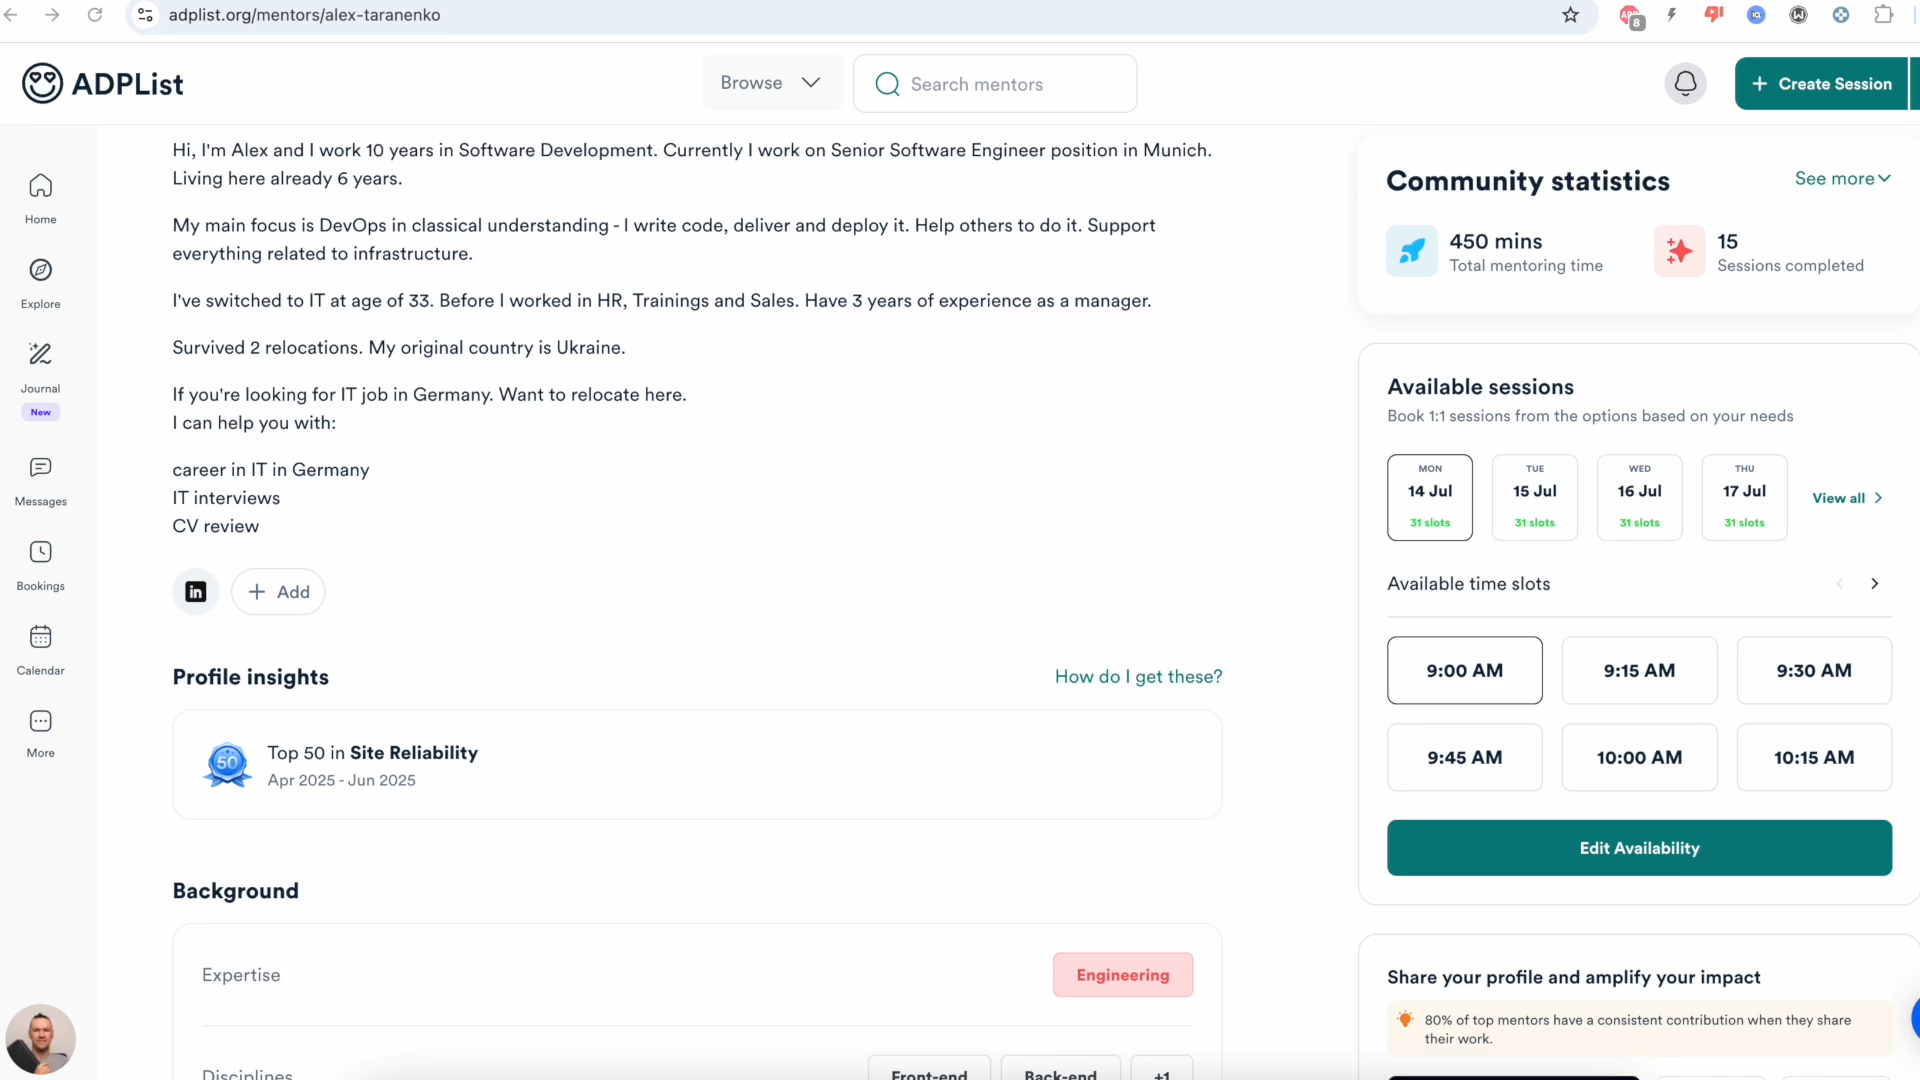 adplist.org/mentors/alex-taranenko
8
ADPList
Browse
Search mentors
Create Session
Home
Explore
Journal
New
Messages
Bookings
Calendar
More
Hi, I'm Alex and I work 10 years in Software Development. Currently I work on Senior Software Engineer position in Munich.
Living here already 6 years.
My main focus is DevOps in classical understanding - I write code, deliver and deploy it. Help others to do it. Support
everything related to infrastructure.
I've switched to IT at age of 33. Before I worked in HR, Trainings and Sales. Have 3 years of experience as a manager.
Survived 2 relocations. My original country is Ukraine.
If you're looking for IT job in Germany. Want to relocate here.
I can help you with:
career in IT in Germany
IT interviews
CV review
in
Add
Profile insights
How do I get these?
50
Top 50 in Site Reliability
Apr 2025 - Jun 2025
Background
Expertise
Engineering
Disciplines
Front-end
Back-end
+1
Community statistics
See more
450 mins
Total mentoring time
15
Sessions completed
Available sessions
Book 1:1 sessions from the options based on your needs
MON
14 Jul
31 slots
TUE
15 Jul
31 slots
WED
16 Jul
31 slots
THU
17 Jul
31 slots
View all
Available time slots
9:00 AM
9:15 AM
9:30 AM
9:45 AM
10:00 AM
10:15 AM
Edit Availability
Share your profile and amplify your impact
80% of top mentors have a consistent contribution when they share
their work.